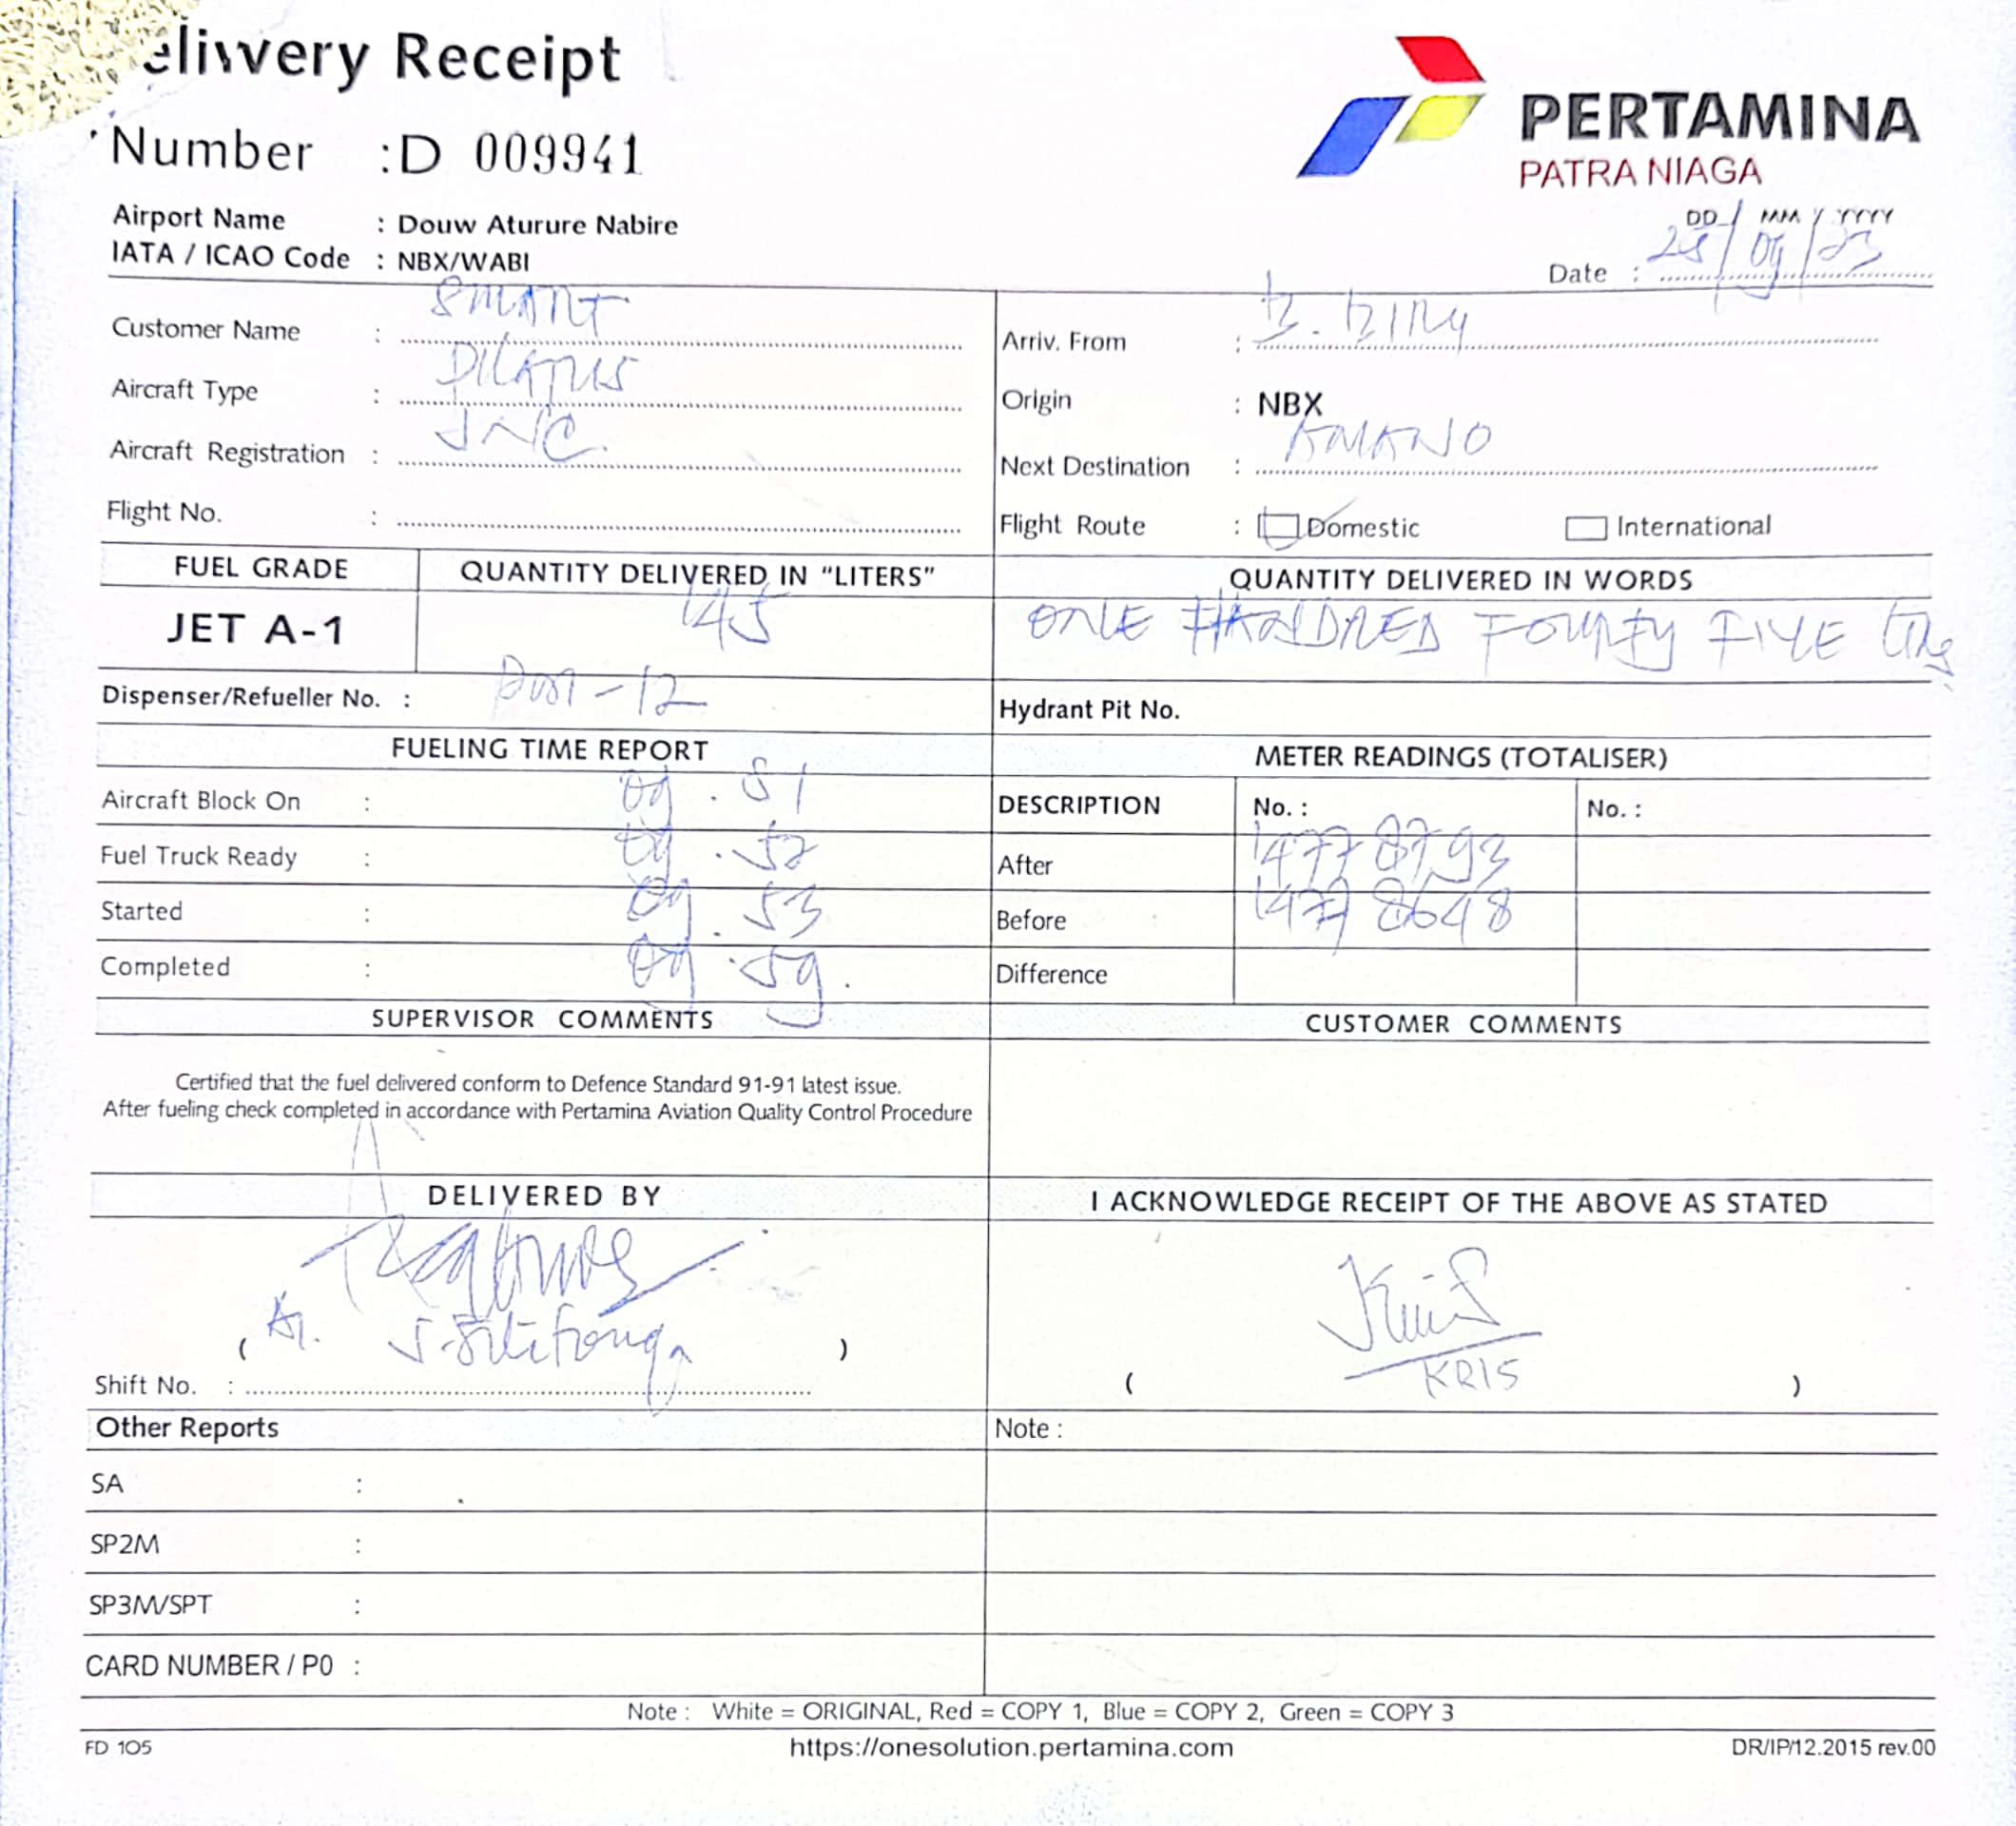 elivery Receipt
Number : D 009941
PERTAMINA
PATRA NIAGA
Airport Name : Douw Aturure Nabire
IATA / ICAO Code : NBX/WABI
DD / MM / YYYY
Date : /09/23
Customer Name : SMART
Arriv. From :
Aircraft Type : PILATUS
Origin : NBX
Aircraft Registration : SNC
Next Destination :
Flight No. :
Flight Route : Domestic International
FUEL GRADE QUANTITY DELIVERED IN "LITERS" QUANTITY DELIVERED IN WORDS
JET A-1 145 ONE HUNDRED FOURTY FIVE
Dispenser/Refueller No. :
Hydrant Pit No.
FUELING TIME REPORT METER READINGS (TOTALISER)
Aircraft Block On : 09.51
DESCRIPTION No. : No. :
Fuel Truck Ready : 09.52
After 14778793
Started : 09.53
Before 14778648
Completed : 09.59.
Difference
SUPERVISOR COMMENTS CUSTOMER COMMENTS
Certified that the fuel delivered conform to Defence Standard 91-91 latest issue.
After fueling check completed in accordance with Pertamina Aviation Quality Control Procedure
DELIVERED BY I ACKNOWLEDGE RECEIPT OF THE ABOVE AS STATED
( )
( KRIS )
Shift No. :
Other Reports Note :
SA :
SP2M :
SP3M/SPT :
CARD NUMBER / P0 :
Note : White = ORIGINAL, Red = COPY 1, Blue = COPY 2, Green = COPY 3
FD 105 https://onesolution.pertamina.com DR/IP/12.2015 rev.00